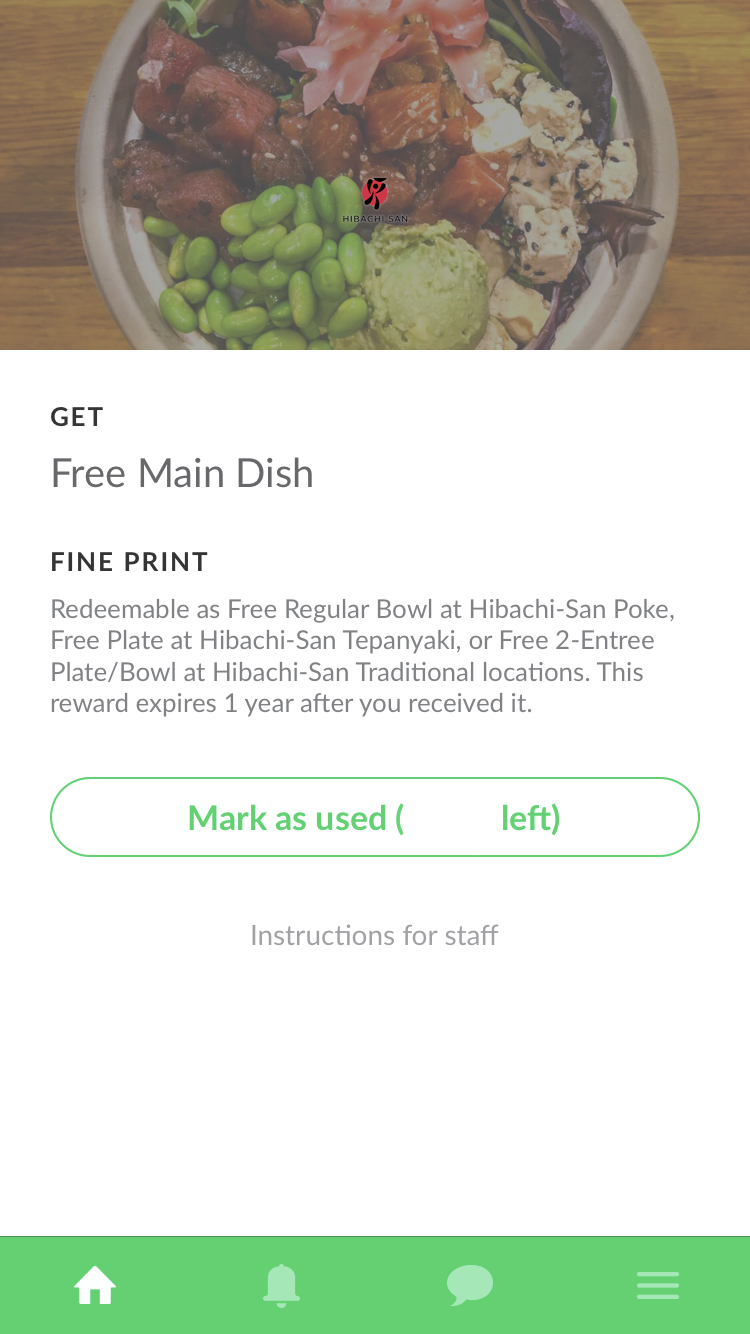 HIBACHI-SAN
GET
Free Main Dish
FINE PRINT
Redeemable as Free Regular Bowl at Hibachi-San Poke,
Free Plate at Hibachi-San Tepanyaki, or Free 2-Entree
Plate/Bowl at Hibachi-San Traditional locations. This
reward expires 1 year after you received it.
Mark as used ( left)
Instructions for staff